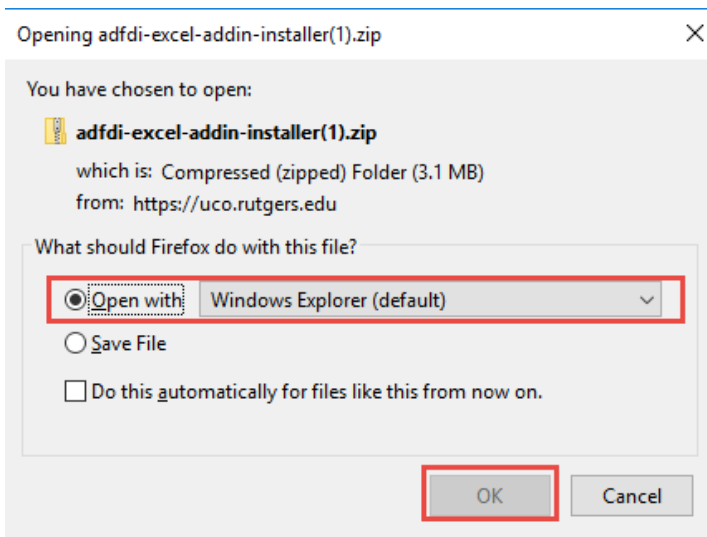 Opening adfdi-excel-addin-installer(1).zip
You have chosen to open:
adfdi-excel-addin-installer(1).zip
which is: Compressed (zipped) Folder (3.1 MB)
from: https://uco.rutgers.edu
What should Firefox do with this file?
Open with Windows Explorer (default)
Save File
Do this automatically for files like this from now on.
OK Cancel